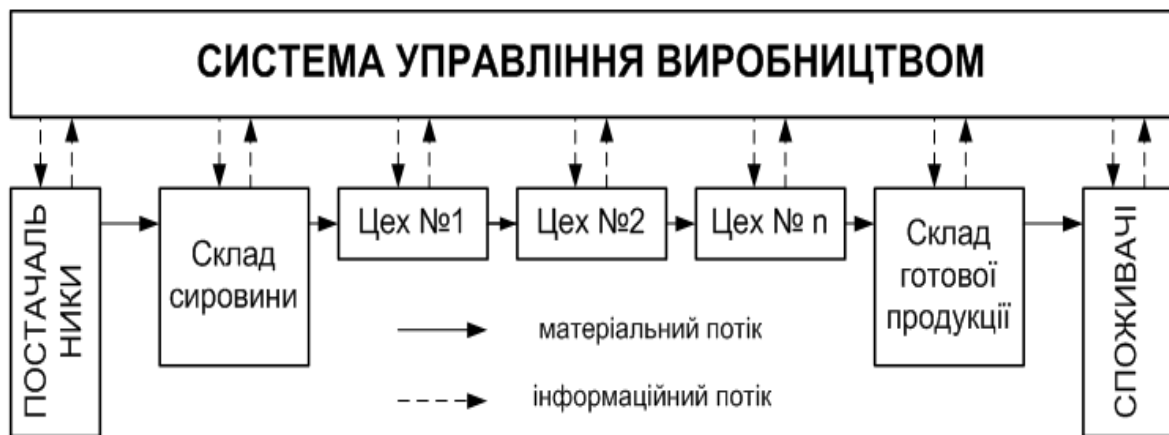 СИСТЕМА УПРАВЛІННЯ ВИРОБНИЦТВОМ
ПОСТАЧАЛЬ
НИКИ
Склад
сировини
Цех №1
Цех №2
Цех № n
Склад
готової
продукції
СПОЖИВАЧІ
матеріальний потік
інформаційний потік